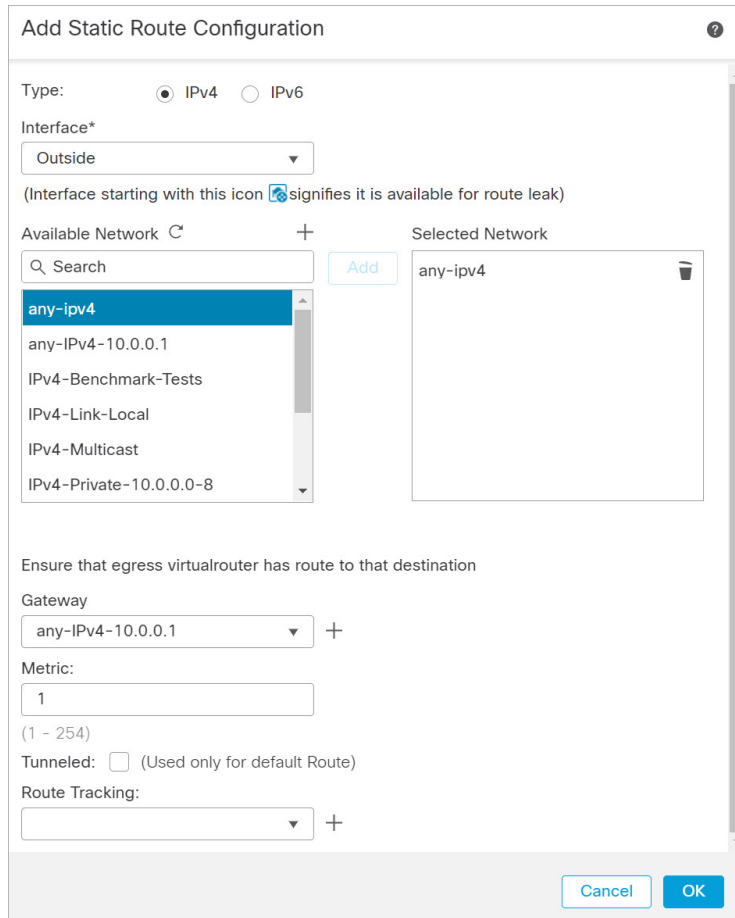 Add Static Route Configuration
Type: IPv4 IPv6
Interface*
Outside
(Interface starting with this icon signifies it is available for route leak)
Available Network
Selected Network
Search
Add
any-ipv4
any-ipv4
any-IPv4-10.0.0.1
IPv4-Benchmark-Tests
IPv4-Link-Local
IPv4-Multicast
IPv4-Private-10.0.0.0-8
Ensure that egress virtualrouter has route to that destination
Gateway
any-IPv4-10.0.0.1
Metric:
1
(1 - 254)
Tunneled: (Used only for default Route)
Route Tracking:
Cancel
OK